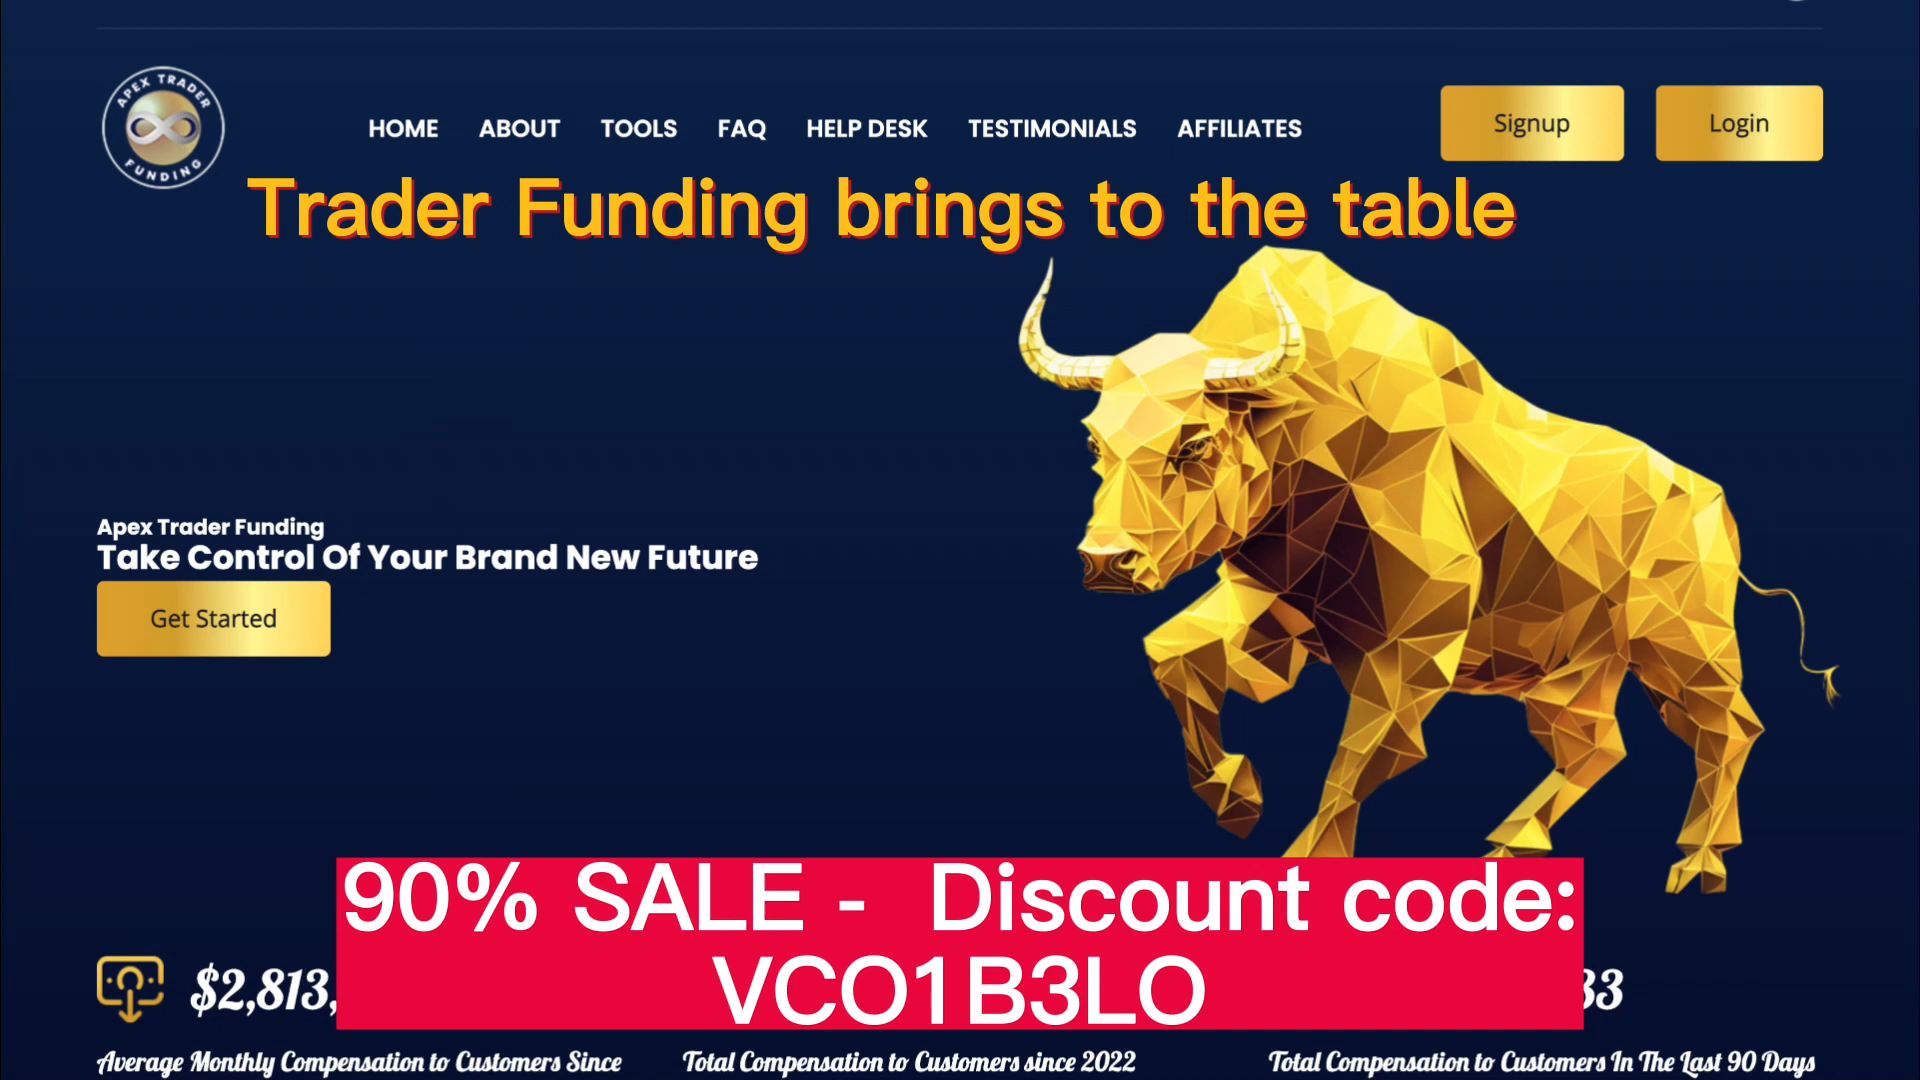 APEX TRADER
FUNDING
HOME ABOUT TOOLS FAQ HELP DESK TESTIMONIALS AFFILIATES
Signup Login
Trader Funding brings to the table
Apex Trader Funding
Take Control Of Your Brand New Future
Get Started
90% SALE - Discount code:
VCO1B3LO
$2,813,
33
Average Monthly Compensation to Customers Since Total Compensation to Customers since 2022 Total Compensation to Customers In The Last 90 Days